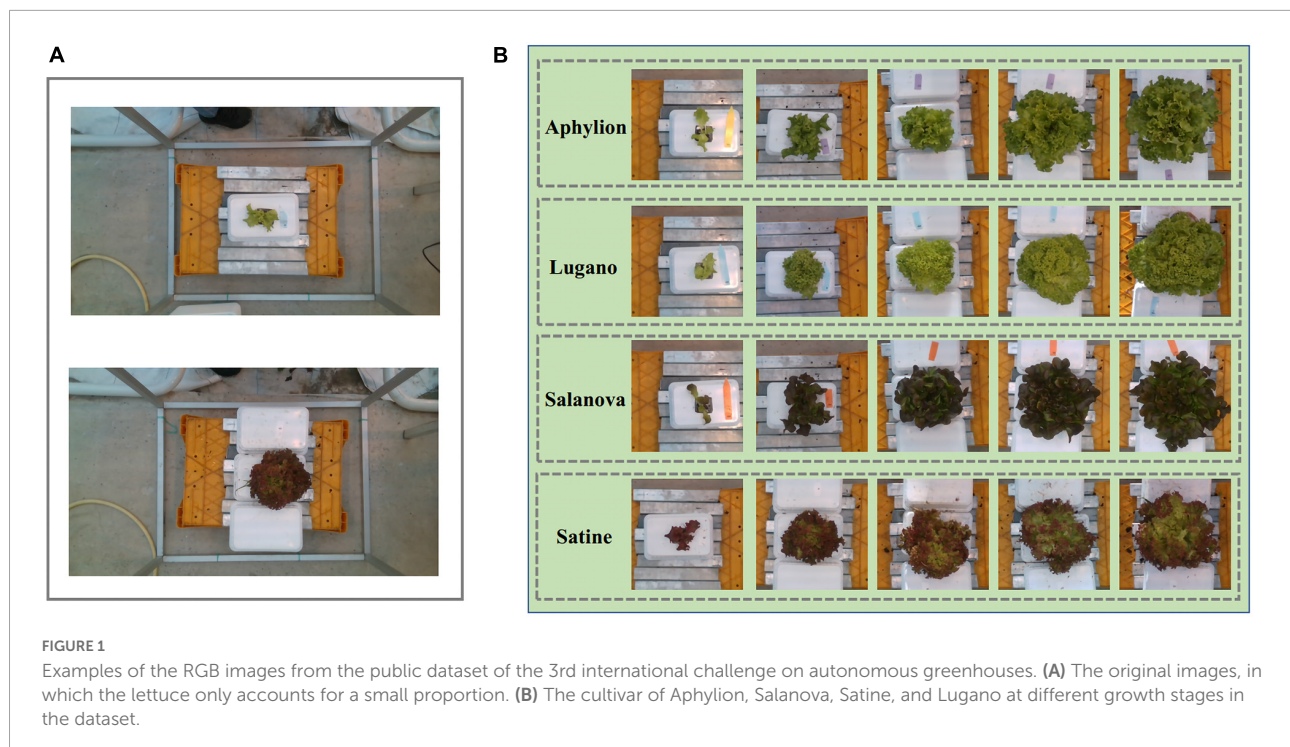 A
B
Aphylion
Lugano
Salanova
Satine
FIGURE 1
Examples of the RGB images from the public dataset of the 3rd international challenge on autonomous greenhouses. (A) The original images, in
which the lettuce only accounts for a small proportion. (B) The cultivar of Aphylion, Salanova, Satine, and Lugano at different growth stages in
the dataset.